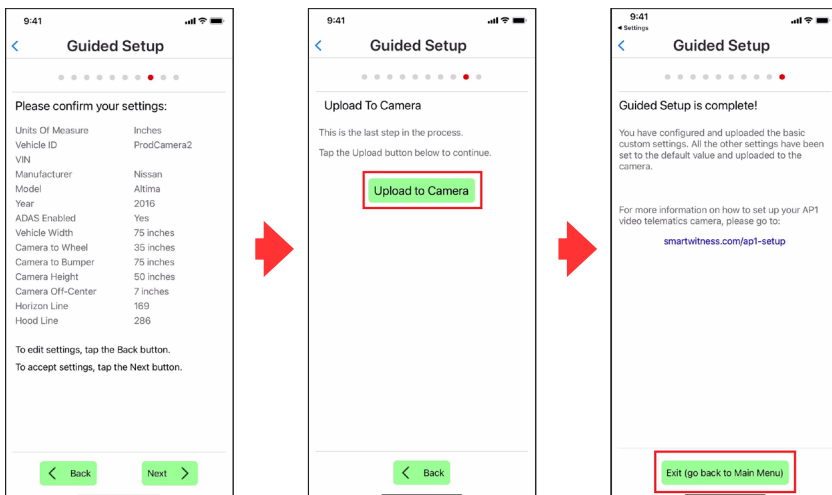 9:41
Guided Setup
Please confirm your settings:
Units Of Measure Inches
Vehicle ID ProdCamera2
VIN
Manufacturer Nissan
Model Altima
Year 2016
ADAS Enabled Yes
Vehicle Width 75 inches
Camera to Wheel 35 inches
Camera to Bumper 75 inches
Camera Height 50 inches
Camera Off-Center 7 inches
Horizon Line 169
Hood Line 286
To edit settings, tap the Back button.
To accept settings, tap the Next button.
Back
Next
9:41
Guided Setup
Upload To Camera
This is the last step in the process.
Tap the Upload button below to continue.
Upload to Camera
Back
9:41
Settings
Guided Setup
Guided Setup is complete!
You have configured and uploaded the basic
custom settings. All the other settings have been
set to the default value and uploaded to the
camera.
For more information on how to set up your AP1
video telematics camera, please go to:
smartwitness.com/ap1-setup
Exit (go back to Main Menu)